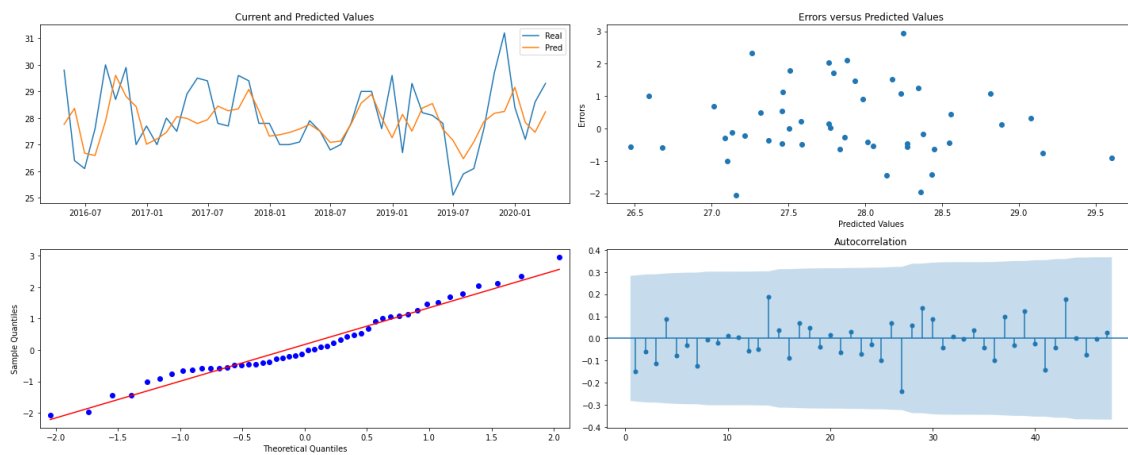 Current and Predicted Values
Real
Pred
31
30
29
28
27
26
25
2016-07 2017-01 2017-07 2018-01 2018-07 2019-01 2019-07 2020-01
Errors versus Predicted Values
Errors
3
2
1
0
−1
−2
26.5 27.0 27.5 28.0 28.5 29.0 29.5
Predicted Values
Sample Quantiles
3
2
1
0
−1
−2
−2.0 −1.5 −1.0 −0.5 0.0 0.5 1.0 1.5 2.0
Theoretical Quantiles
Autocorrelation
0.4
0.3
0.2
0.1
0.0
−0.1
−0.2
−0.3
−0.4
0 10 20 30 40